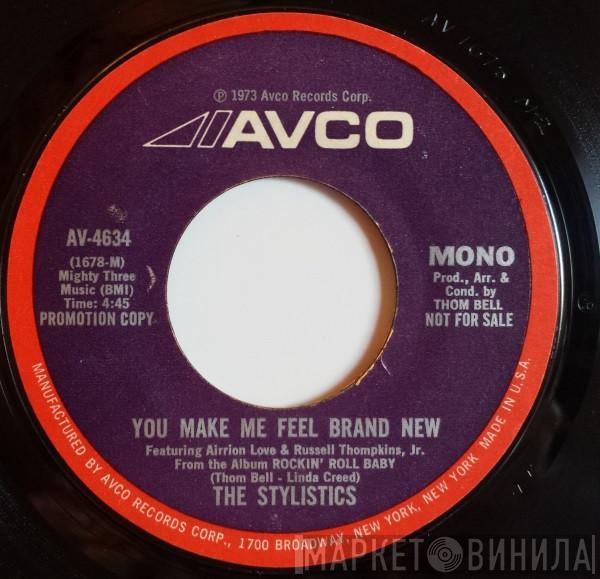 ℗ 1973 Avco Records Corp.
AVCO
AV-4634
(1678-M)
Mighty Three
Music (BMI)
Time: 4:45
PROMOTION COPY
MONO
Prod., Arr. &
Cond. by
THOM BELL
NOT FOR SALE
YOU MAKE ME FEEL BRAND NEW
Featuring Airrion Love & Russell Thompkins, Jr.
From the Album ROCKIN' ROLL BABY
(Thom Bell - Linda Creed)
THE STYLISTICS
MANUFACTURED BY AVCO RECORDS CORP., 1700 BROADWAY, NEW YORK, NEW YORK MADE IN U.S.A.
МАРКЕТ ВИНИЛА